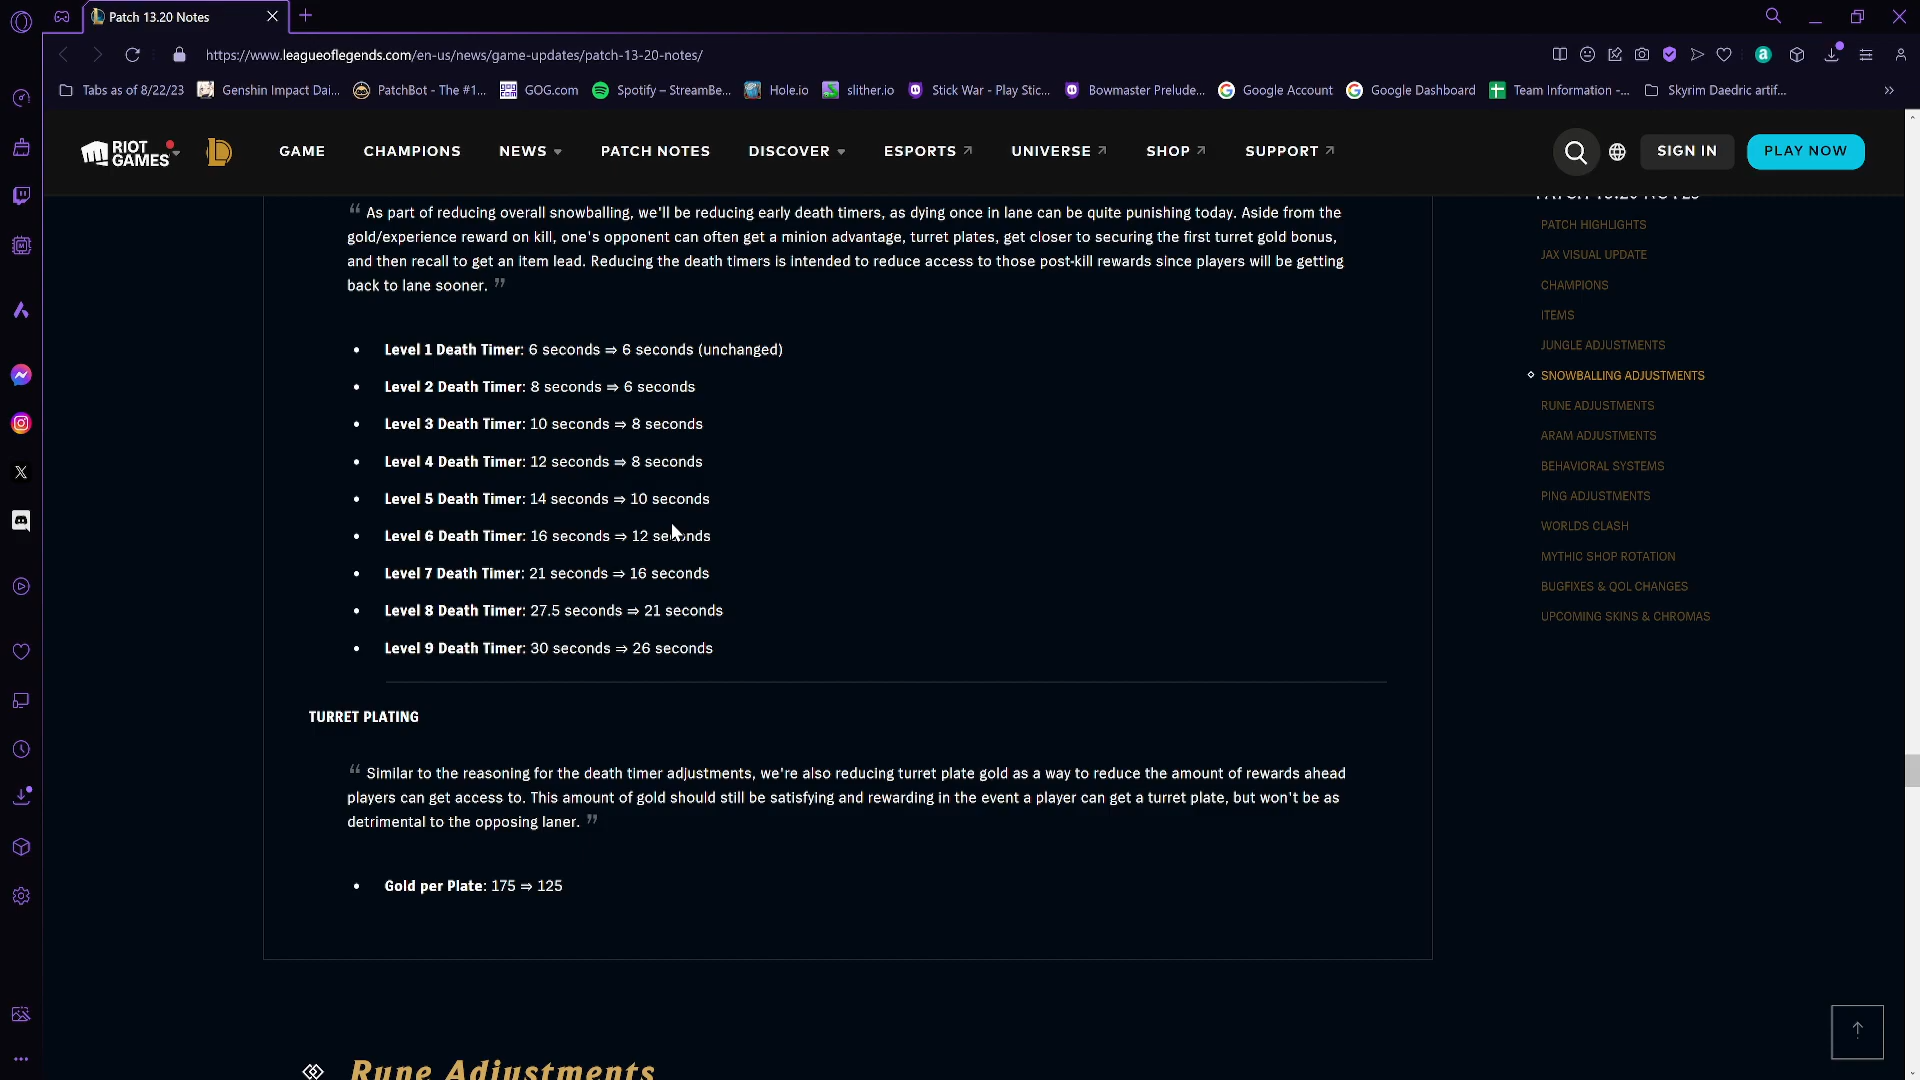 Patch 13.20 Notes
https://www.leagueoflegends.com/en-us/news/game-updates/patch-13-20-notes/
Tabs as of 8/22/23 Genshin Impact Dai... PatchBot - The #1... GOG.com Spotify – StreamBe... Hole.io slither.io Stick War - Play Stic... Bowmaster Prelude... Google Account Google Dashboard Team Information -... Skyrim Daedric artif...
RIOT GAMES GAME CHAMPIONS NEWS PATCH NOTES DISCOVER ESPORTS UNIVERSE SHOP SUPPORT SIGN IN PLAY NOW
“ As part of reducing overall snowballing, we'll be reducing early death timers, as dying once in lane can be quite punishing today. Aside from the
gold/experience reward on kill, one's opponent can often get a minion advantage, turret plates, get closer to securing the first turret gold bonus,
and then recall to get an item lead. Reducing the death timers is intended to reduce access to those post-kill rewards since players will be getting
back to lane sooner. ”
• Level 1 Death Timer: 6 seconds ⇒ 6 seconds (unchanged)
• Level 2 Death Timer: 8 seconds ⇒ 6 seconds
• Level 3 Death Timer: 10 seconds ⇒ 8 seconds
• Level 4 Death Timer: 12 seconds ⇒ 8 seconds
• Level 5 Death Timer: 14 seconds ⇒ 10 seconds
• Level 6 Death Timer: 16 seconds ⇒ 12 seconds
• Level 7 Death Timer: 21 seconds ⇒ 16 seconds
• Level 8 Death Timer: 27.5 seconds ⇒ 21 seconds
• Level 9 Death Timer: 30 seconds ⇒ 26 seconds
TURRET PLATING
“ Similar to the reasoning for the death timer adjustments, we're also reducing turret plate gold as a way to reduce the amount of rewards ahead
players can get access to. This amount of gold should still be satisfying and rewarding in the event a player can get a turret plate, but won't be as
detrimental to the opposing laner. ”
• Gold per Plate: 175 ⇒ 125
Rune Adjustments
PATCH 13.20 NOTES
PATCH HIGHLIGHTS
JAX VISUAL UPDATE
CHAMPIONS
ITEMS
JUNGLE ADJUSTMENTS
SNOWBALLING ADJUSTMENTS
RUNE ADJUSTMENTS
ARAM ADJUSTMENTS
BEHAVIORAL SYSTEMS
PING ADJUSTMENTS
WORLDS CLASH
MYTHIC SHOP ROTATION
BUGFIXES & QOL CHANGES
UPCOMING SKINS & CHROMAS